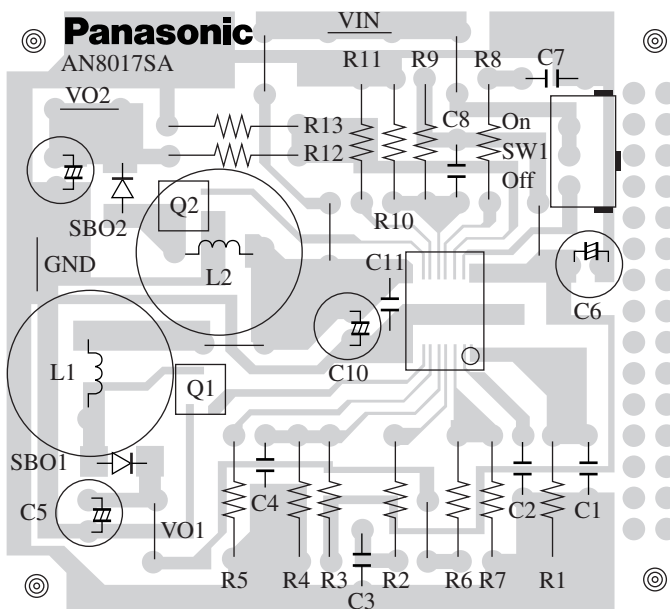 VIN
Panasonic
AN8017SA
R11 R9 R8 C7
VO2
C8 On
R13
SW1
R12
Off
Q2
R10
SBO2
GND L2 C11
C6
C10
L1
Q1
SBO1
C5 C4 C2 C1
VO1
R5 R4 R3 R2 R6 R7 R1
C3